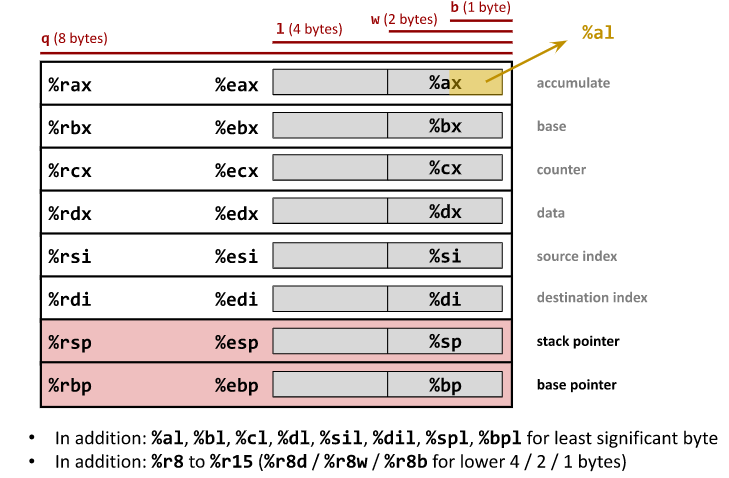 b (1 byte)
w (2 bytes)
l (4 bytes)
q (8 bytes)
%al
%rax %eax %ax accumulate
%rbx %ebx %bx base
%rcx %ecx %cx counter
%rdx %edx %dx data
%rsi %esi %si source index
%rdi %edi %di destination index
%rsp %esp %sp stack pointer
%rbp %ebp %bp base pointer
• In addition: %al, %bl, %cl, %dl, %sil, %dil, %spl, %bpl for least significant byte
• In addition: %r8 to %r15 (%r8d / %r8w / %r8b for lower 4 / 2 / 1 bytes)